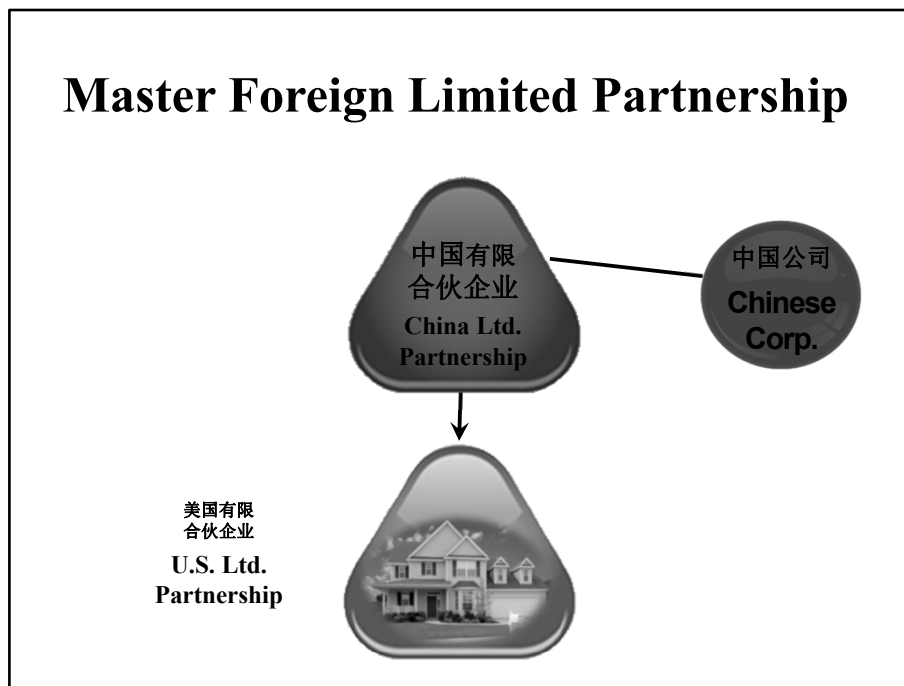 Master Foreign Limited Partnership
中国有限
合伙企业
China Ltd.
Partnership
中国公司
Chinese
Corp.
美国有限
合伙企业
U.S. Ltd.
Partnership